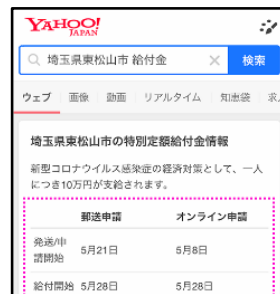 YAHOO!
JAPAN
埼玉県東松山市 給付金
検索
ウェブ 画像 動画 リアルタイム 知恵袋 求
埼玉県東松山市の特別定額給付金情報
新型コロナウイルス感染症の経済対策として、一人
につき10万円が支給されます。
郵送申請 オンライン申請
発送/申
請開始 5月21日 5月8日
給付開始 5月28日 5月28日